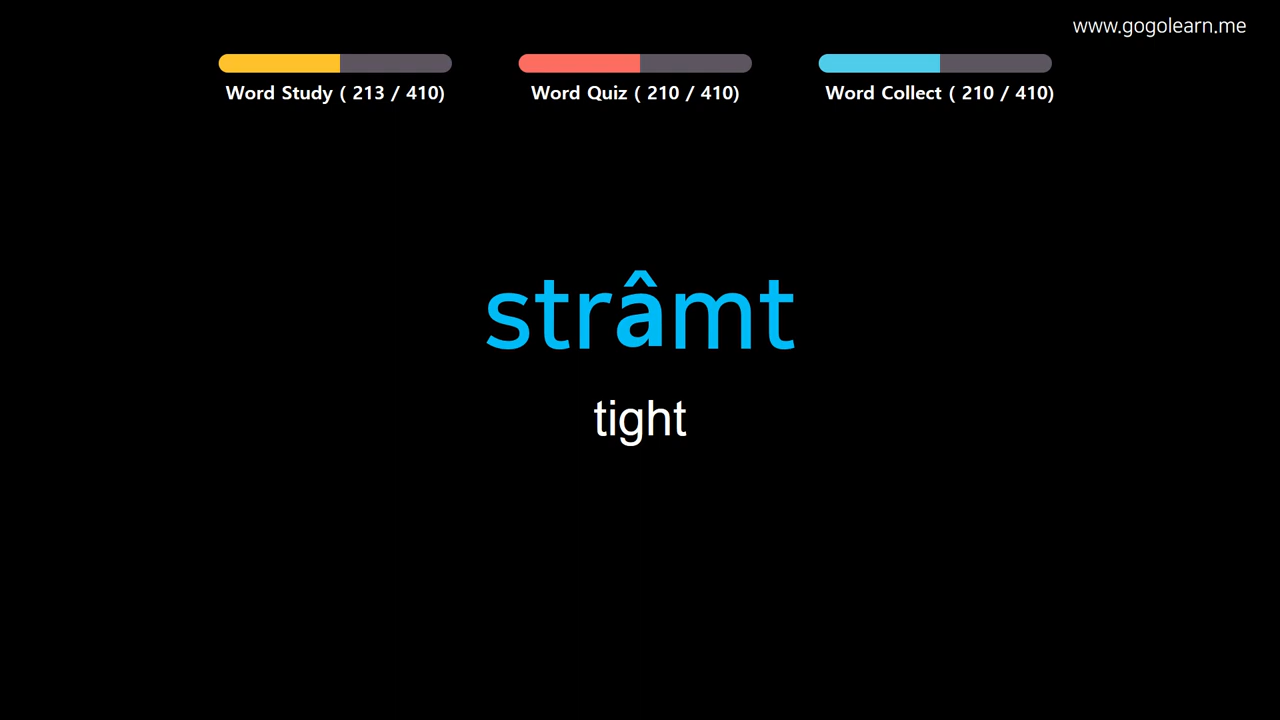 www.gogolearn.me
Word Study ( 213 / 410)
Word Quiz ( 210 / 410)
Word Collect ( 210 / 410)
strâmt
tight